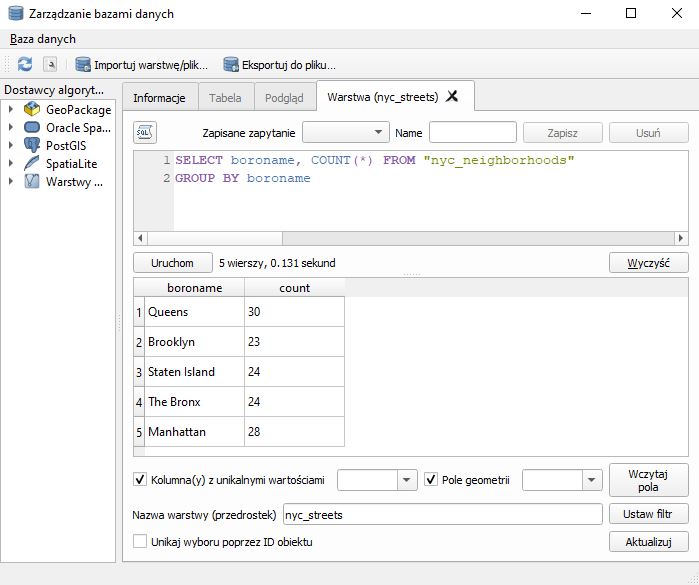 Zarządzanie bazami danych
Baza danych
Importuj warstwę/plik... Eksportuj do pliku...
Dostawcy algoryt...
GeoPackage
Oracle Spa...
PostGIS
SpatiaLite
Warstwy ...
Informacje Tabela Podgląd Warstwa (nyc_streets)
SQL Zapisane zapytanie Name Zapisz Usuń
1 SELECT boroname, COUNT(*) FROM "nyc_neighborhoods"
2 GROUP BY boroname
Uruchom 5 wierszy, 0.131 sekund Wyczyść
boroname count
1 Queens 30
2 Brooklyn 23
3 Staten Island 24
4 The Bronx 24
5 Manhattan 28
Kolumna(y) z unikalnymi wartościami Pole geometrii Wczytaj
pola
Nazwa warstwy (przedrostek) nyc_streets Ustaw filtr
Unikaj wyboru poprzez ID obiektu Aktualizuj